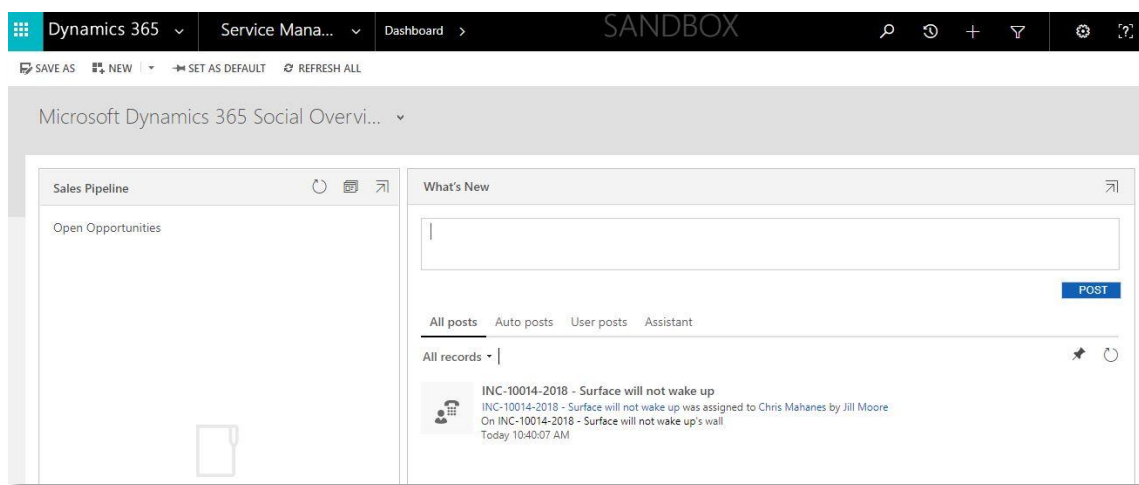 Dynamics 365 Service Mana... Dashboard > SANDBOX
SAVE AS NEW SET AS DEFAULT REFRESH ALL
Microsoft Dynamics 365 Social Overvi...
Sales Pipeline
Open Opportunities
What's New
POST
All posts Auto posts User posts Assistant
All records
INC-10014-2018 - Surface will not wake up
INC-10014-2018 - Surface will not wake up was assigned to Chris Mahanes by Jill Moore
On INC-10014-2018 - Surface will not wake up's wall
Today 10:40:07 AM